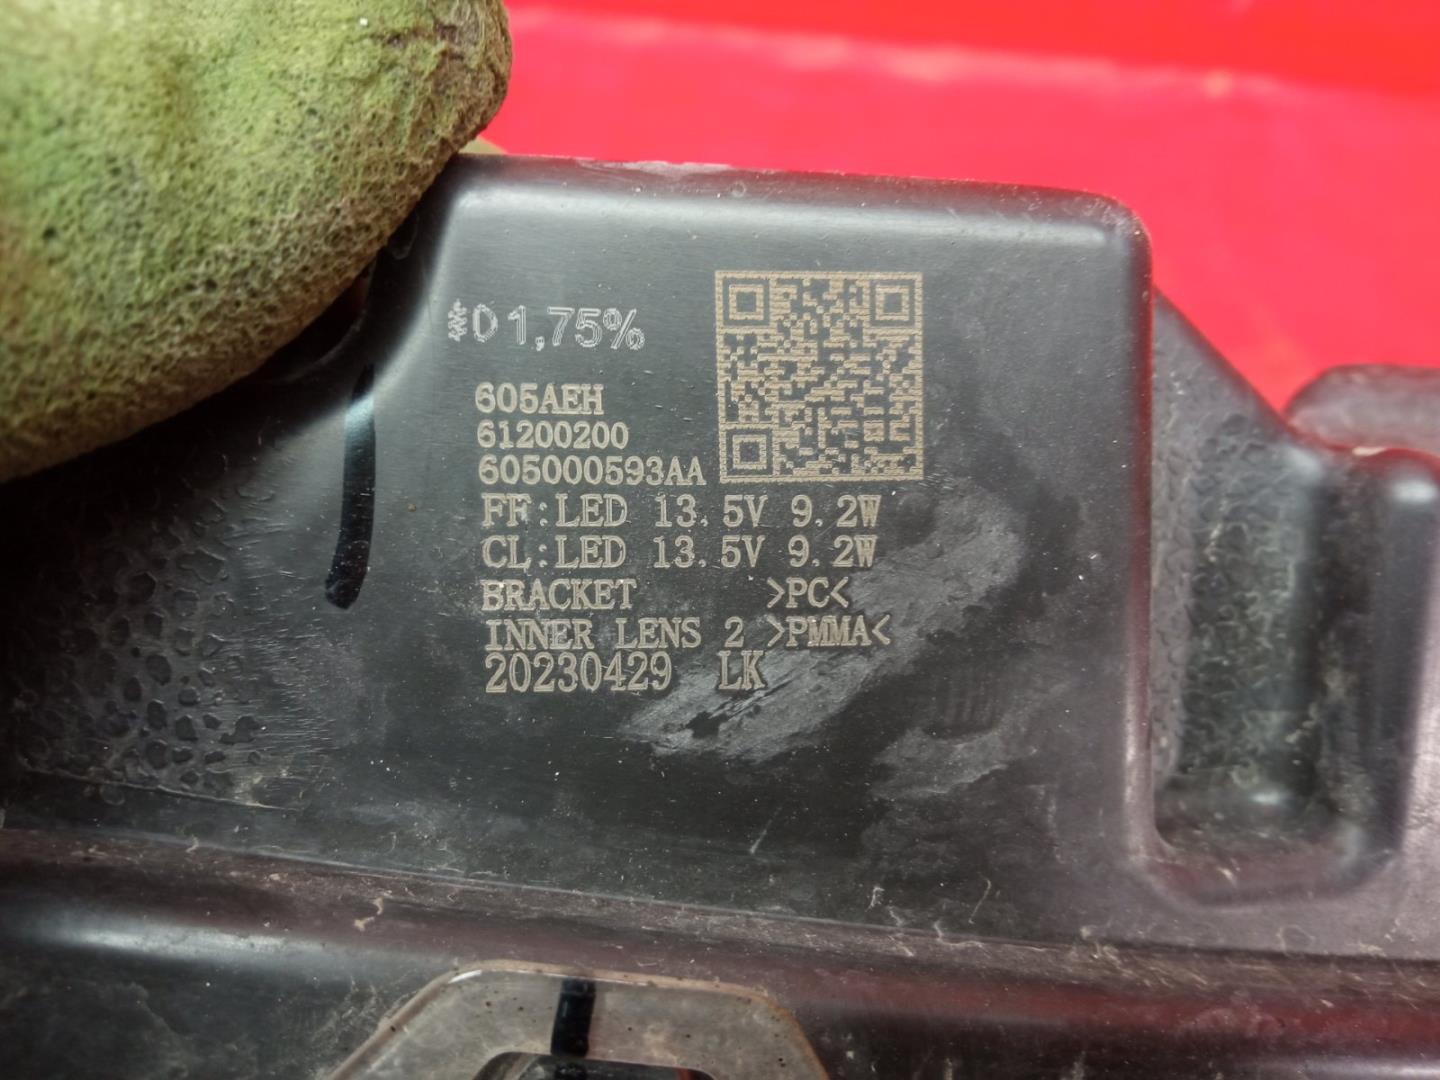 D 1,75%
605AEH
61200200
605000593AA
FF:LED 13.5V 9.2W
CL:LED 13.5V 9.2W
BRACKET >PC<
INNER LENS 2 >PMMA<
20230429 LK